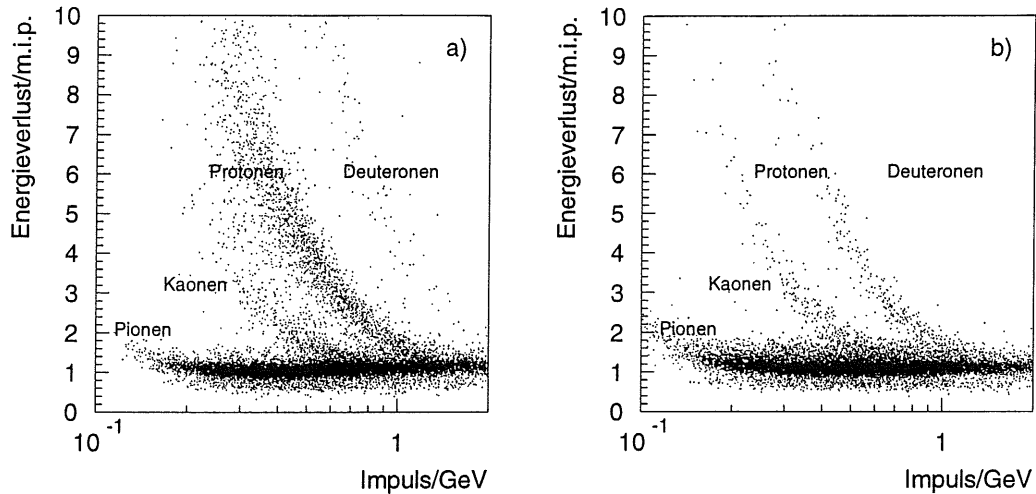 Energieverlust/m.i.p.
10
9
8
7
6
5
4
3
2
1
0
a)
Protonen
Deuteronen
Kaonen
Pionen
10⁻¹
1
Impuls/GeV
Energieverlust/m.i.p.
10
9
8
7
6
5
4
3
2
1
0
b)
Protonen
Deuteronen
Kaonen
Pionen
10⁻¹
1
Impuls/GeV